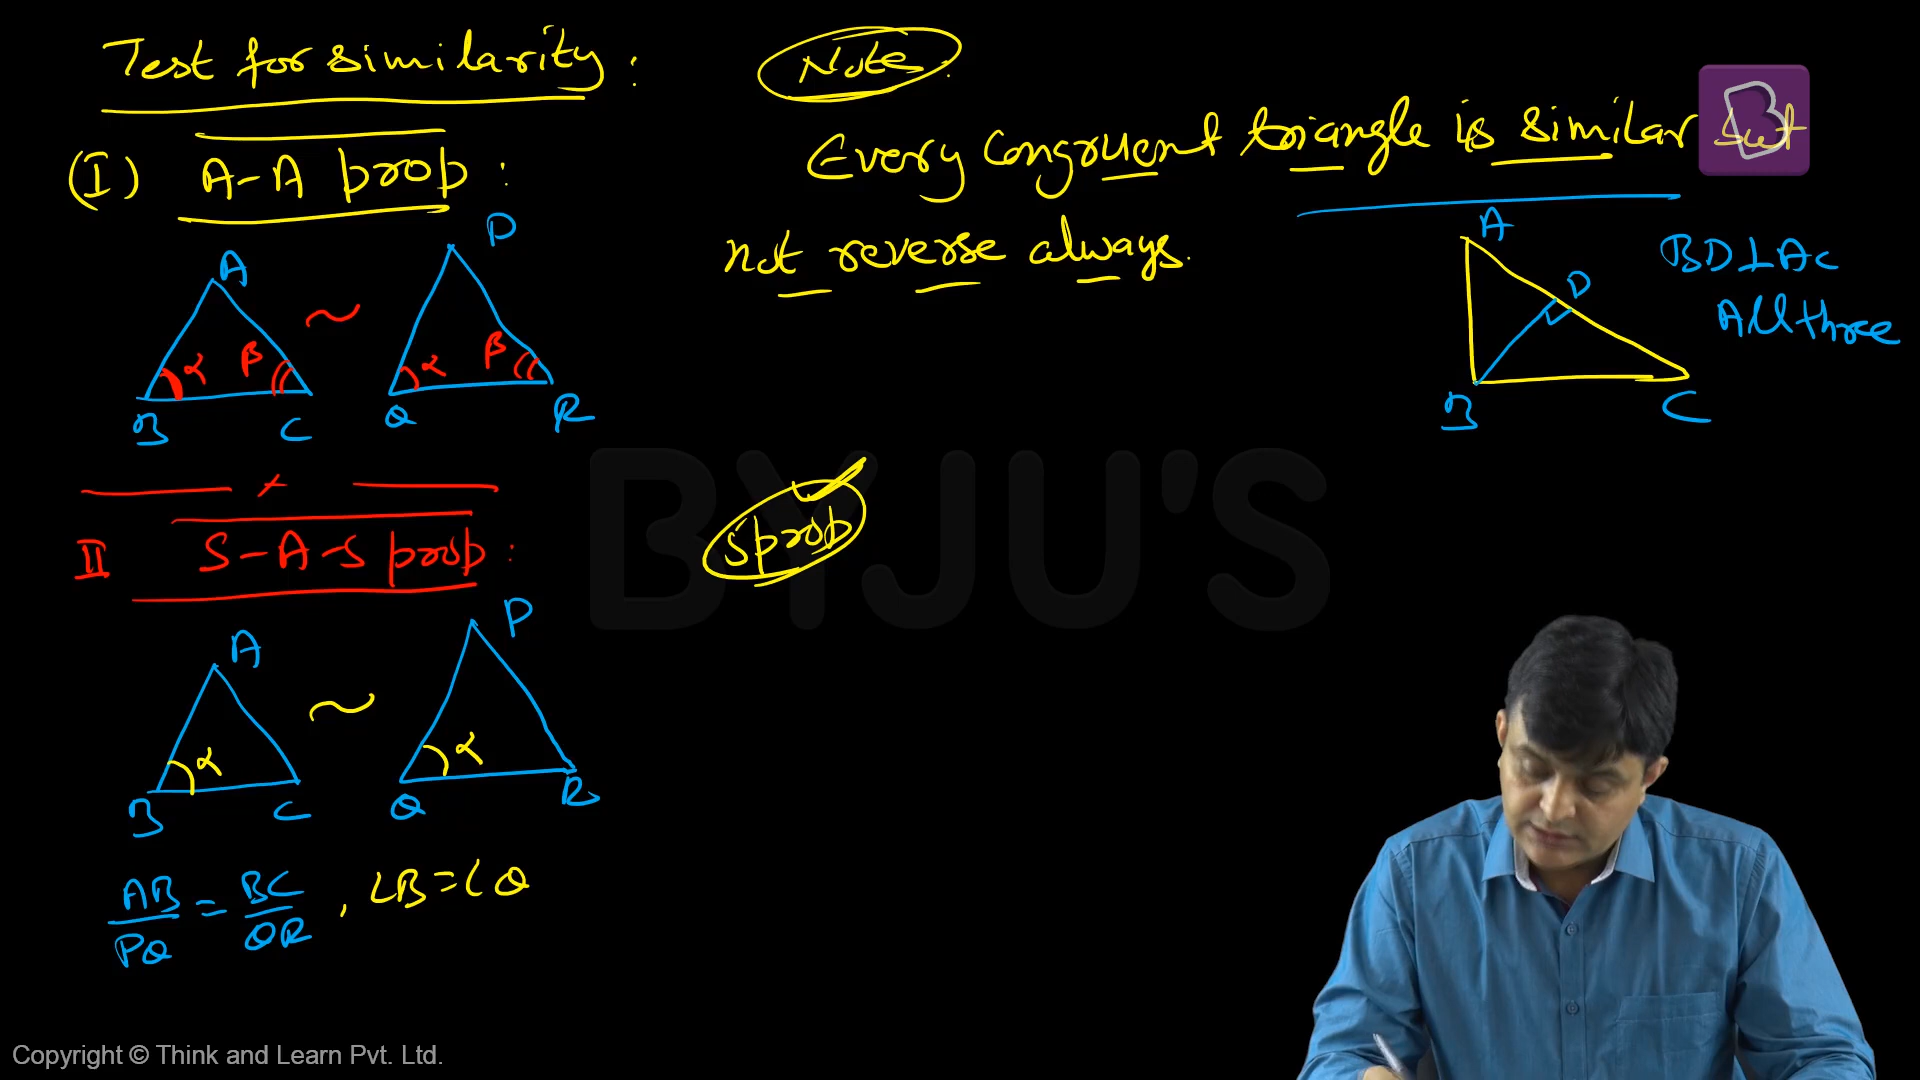 Test for similarity :
(I) A-A prop :
A
B
C
α
β
~
P
Q
R
α
β
II S-A-S prop :
A
B
C
α
~
P
Q
R
α
AB/PQ = BC/QR , ∠B = ∠Q
Note:
Every congruent triangle is similar but
not reverse always.
A
B
C
D
BD⊥AC
All three
BYJU'S
Copyright © Think and Learn Pvt. Ltd.